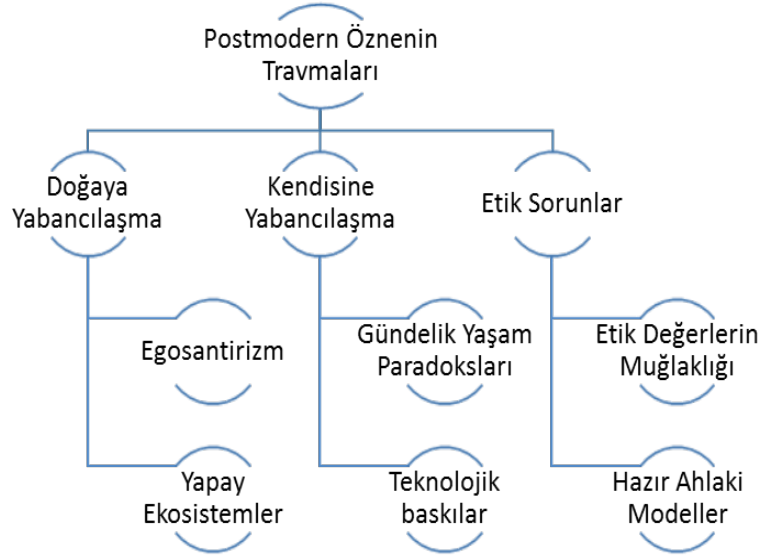 Postmodern Öznenin
Travmaları
Doğaya
Yabancılaşma
Kendisine
Yabancılaşma
Etik Sorunlar
Egosantirizm
Gündelik Yaşam
Paradoksları
Etik Değerlerin
Muğlaklığı
Yapay
Ekosistemler
Teknolojik
baskılar
Hazır Ahlaki
Modeller